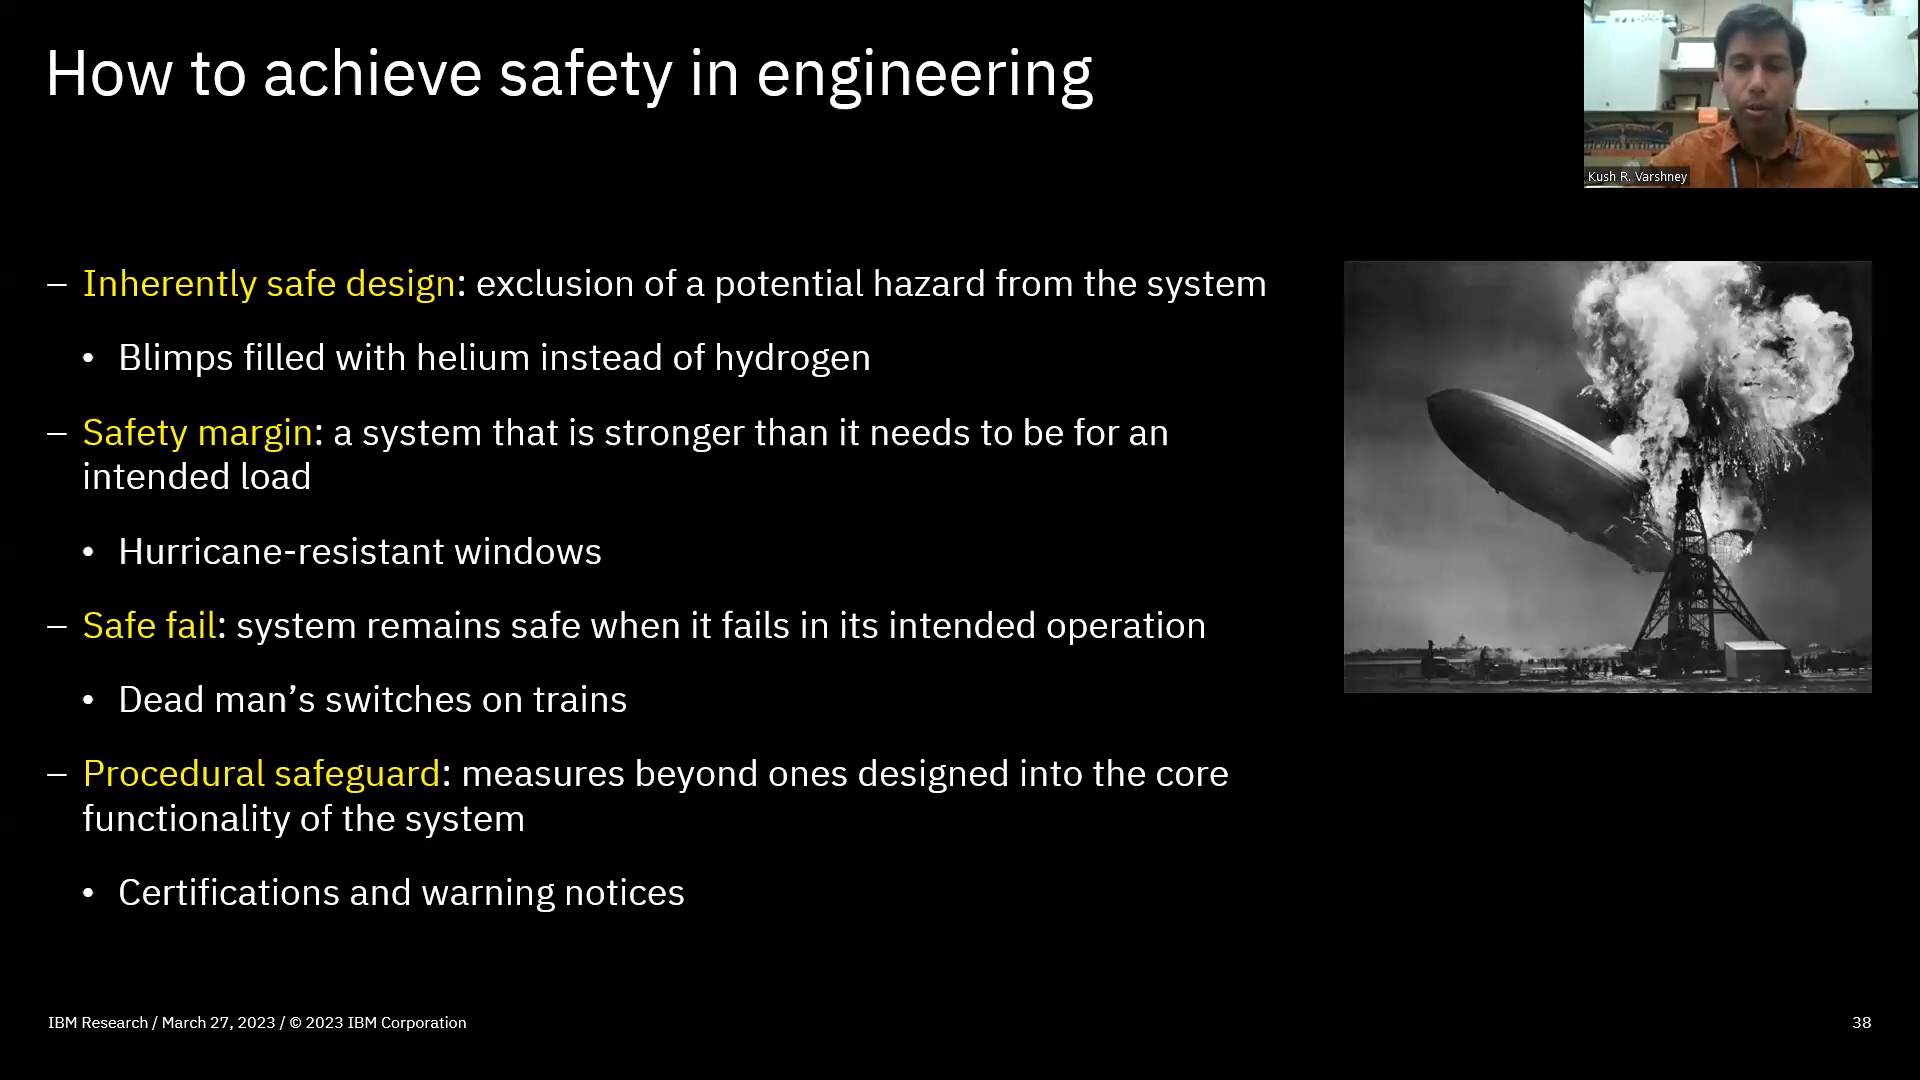 How to achieve safety in engineering
Kush R. Varshney
– Inherently safe design: exclusion of a potential hazard from the system
• Blimps filled with helium instead of hydrogen
– Safety margin: a system that is stronger than it needs to be for an
intended load
• Hurricane-resistant windows
– Safe fail: system remains safe when it fails in its intended operation
• Dead man’s switches on trains
– Procedural safeguard: measures beyond ones designed into the core
functionality of the system
• Certifications and warning notices
IBM Research / March 27, 2023 / © 2023 IBM Corporation
38